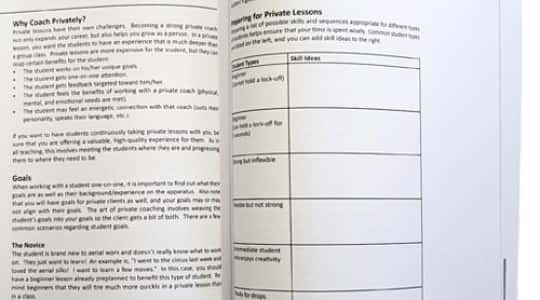 Why Coach Privately?
Private lessons have their own challenges. Becoming a strong private coach
not only expands your career, but also helps you grow as a person. In a private
lesson, you want the students to have an experience that is much deeper than
a group class. Private lessons are more expensive for the student, but they can
reap certain benefits for the student:
• The student works on his/her unique goals.
• The student gets one-on-one attention.
• The student gets feedback targeted toward him/her.
• The student feels the benefits of working with a private coach (physical,
mental, and emotional needs are met).
• The student may feel an energetic connection with that coach (suits their
personality, speaks their language, etc.).
If you want to have students continuously taking private lessons with you, be
sure that you are offering a valuable, high-quality experience for them. As in
all teaching, this involves meeting the students where they are and progressing
them to where they need to be.
Goals
When working with a student one-on-one, it is important to find out what their
goals are as well as their background/experience on the apparatus. Also note
that you will have goals for private clients as well, and your goals may or may
not align with their goals. The art of private coaching involves weaving the
student's goals into your goals so the client gets a bit of both. There are a few
common scenarios regarding student goals.
The Novice
The student is brand new to aerial work and doesn't really know what to work
on. They just want to learn! An example is, "I went to the circus last week and
loved the aerial silks! I want to learn a few moves." In this case, you should
have a beginner lesson already preplanned to benefit this type of student.
mind beginners that they will tire much more quickly in a private lesson than
in a class.
Preparing for Private Lessons
a list of possible skills and sequences appropriate for different types
helps ensure that your time is spent wisely. Common student types
on the left, and you can add skill ideas to the right.
Student Types Skill Ideas
Beginner
(cannot hold a lock-off)
Beginner
(can hold a lock-off for
seconds)
Strong but inflexible
Flexible but not strong
Intermediate student
enjoys creativity
Ready for drops